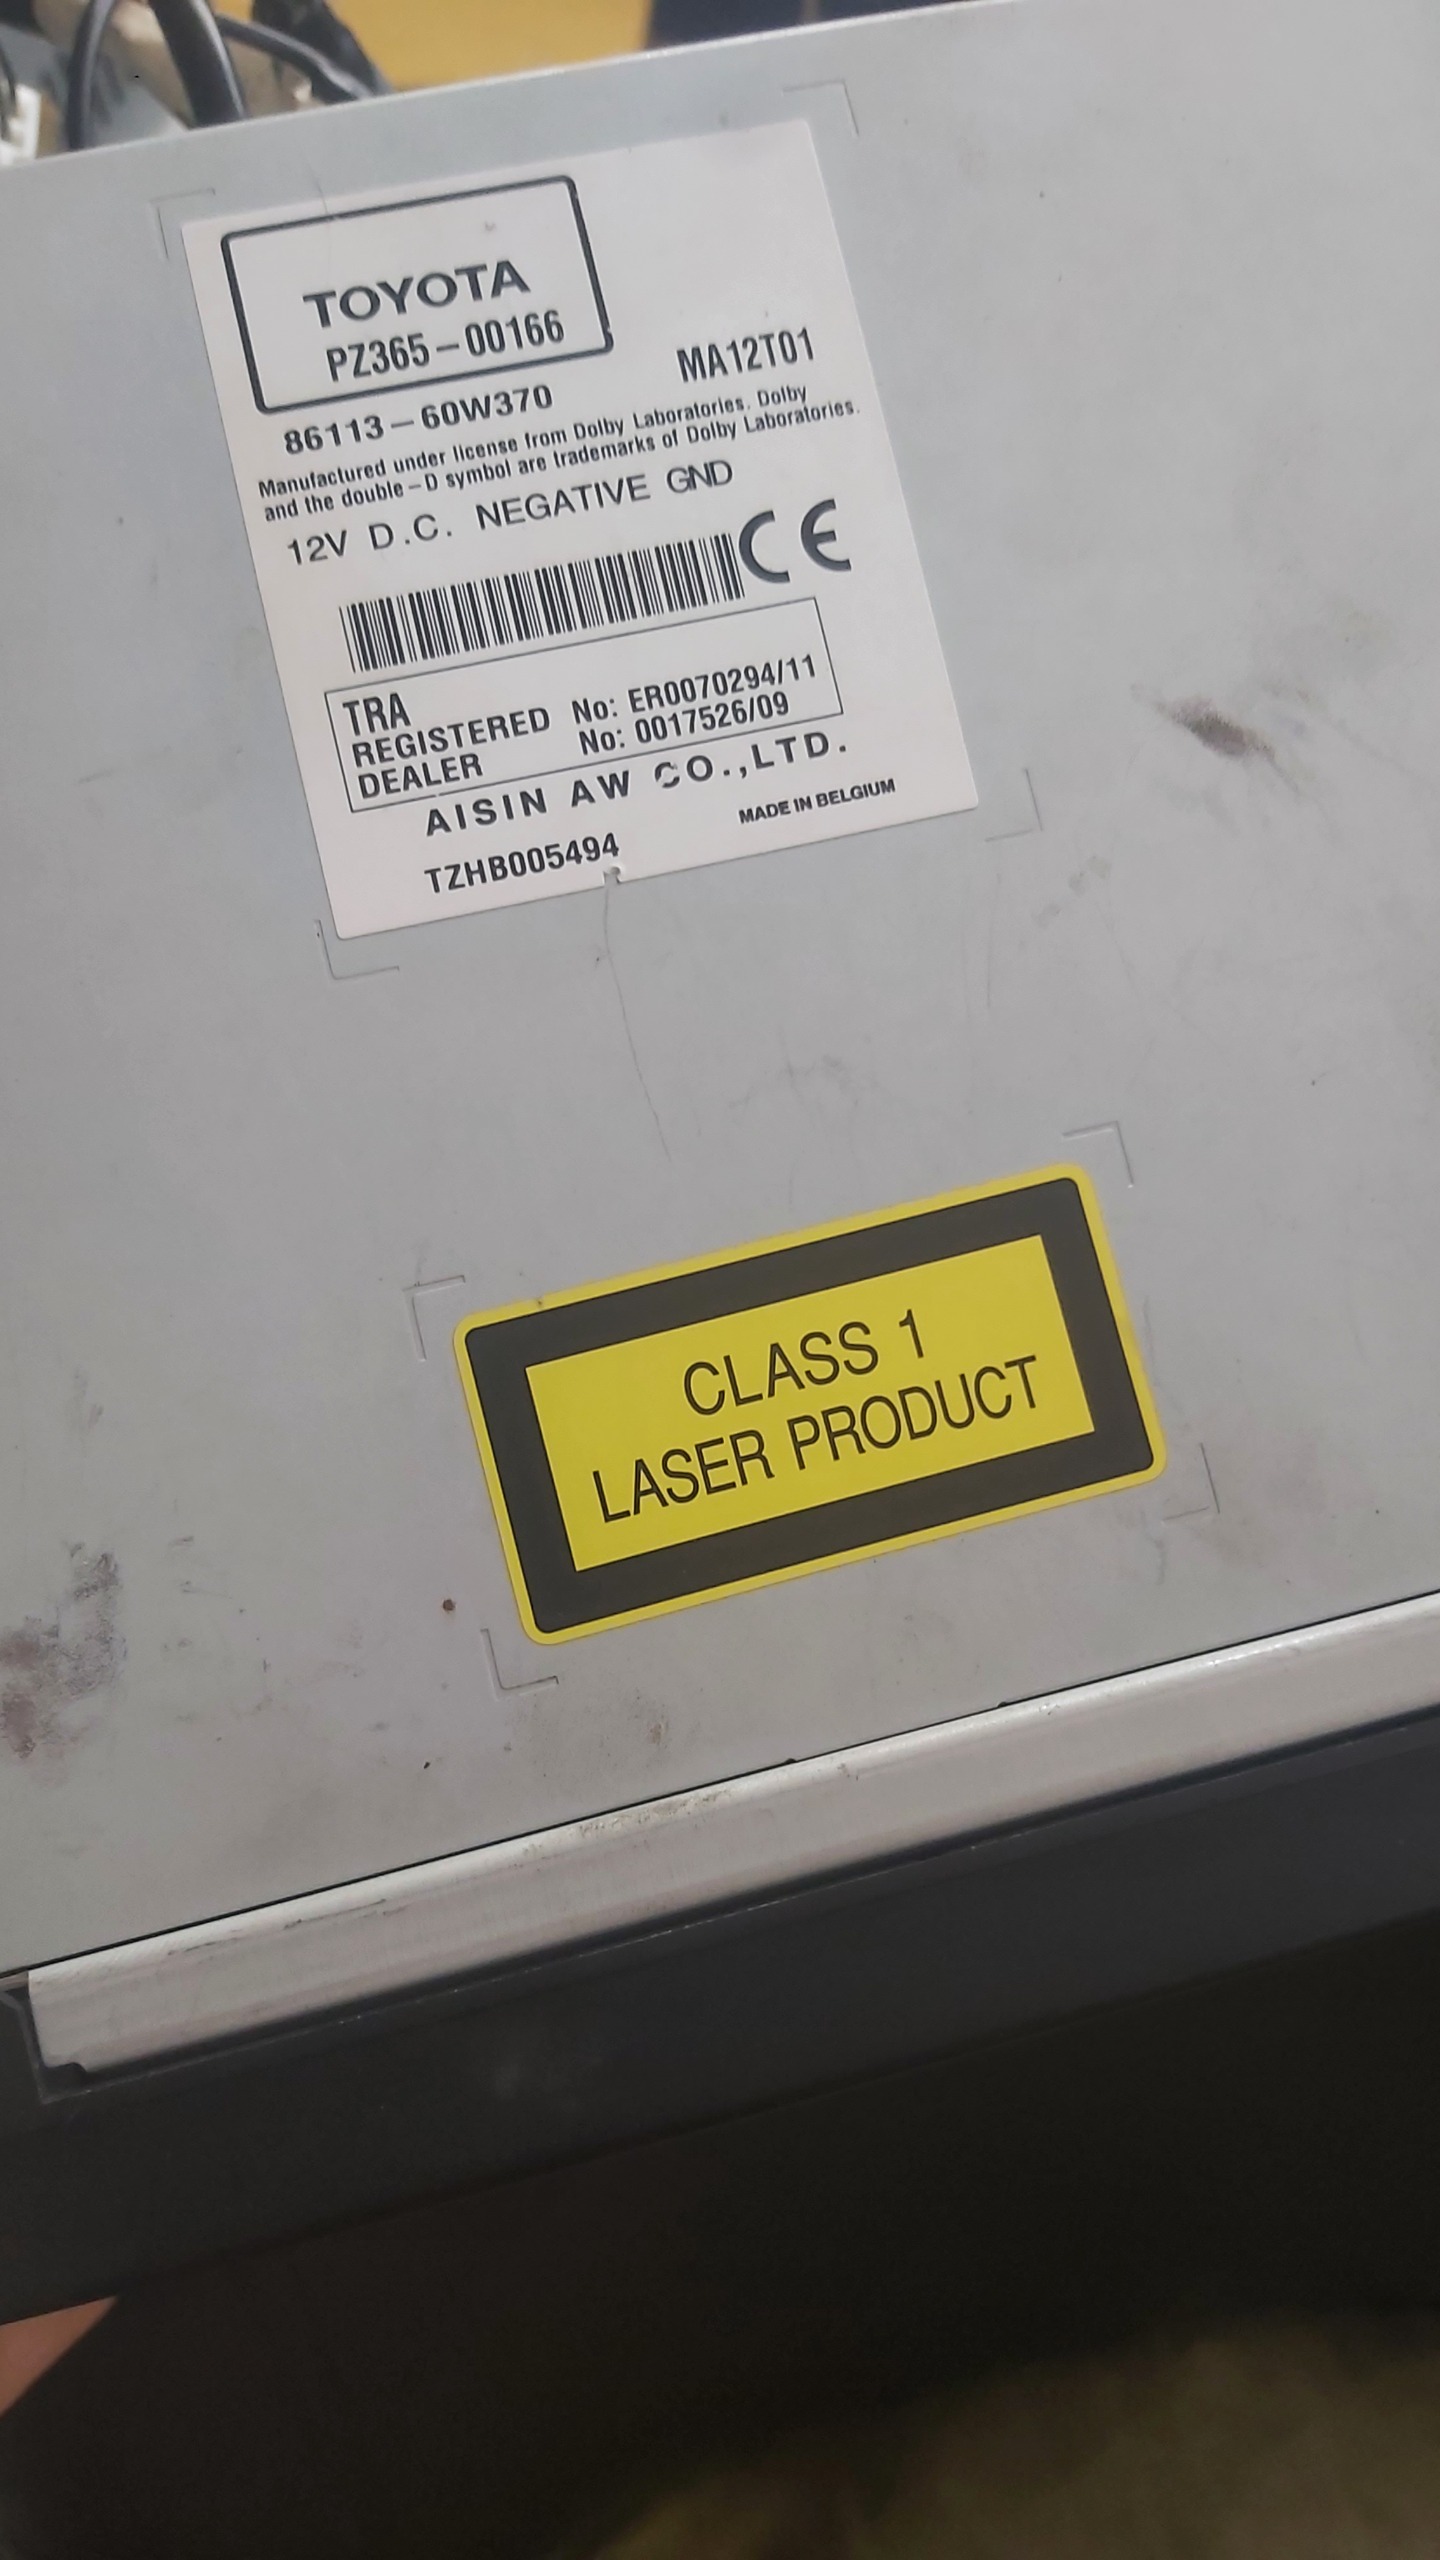 TOYOTA
PZ365-00166
86113-60W370 MA12T01
Manufactured under license from Dolby Laboratories. Dolby
and the double-D symbol are trademarks of Dolby Laboratories.
12V D.C. NEGATIVE GND
CE
TRA
REGISTERED No: ER0070294/11
DEALER No: 0017526/09
AISIN AW CO.,LTD.
TZHB005494 MADE IN BELGIUM
CLASS 1
LASER PRODUCT